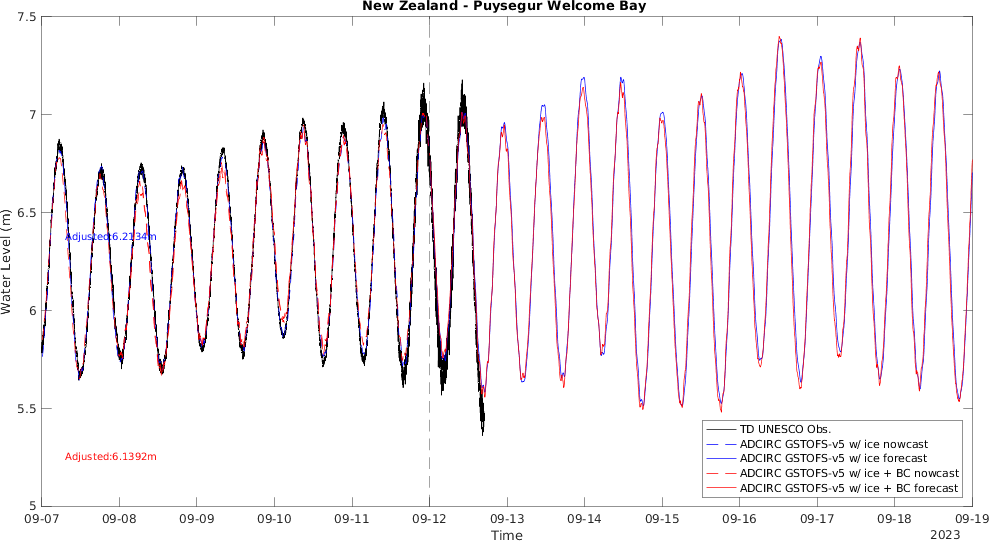 New Zealand - Puysegur Welcome Bay
7.5
7
6.5
6
5.5
5
Water Level (m)
Adjusted:6.2134m
Adjusted:6.1392m
TD UNESCO Obs.
ADCIRC GSTOFS-v5 w/ ice nowcast
ADCIRC GSTOFS-v5 w/ ice forecast
ADCIRC GSTOFS-v5 w/ ice + BC nowcast
ADCIRC GSTOFS-v5 w/ ice + BC forecast
09-07 09-08 09-09 09-10 09-11 09-12 09-13 09-14 09-15 09-16 09-17 09-18 09-19
Time
2023